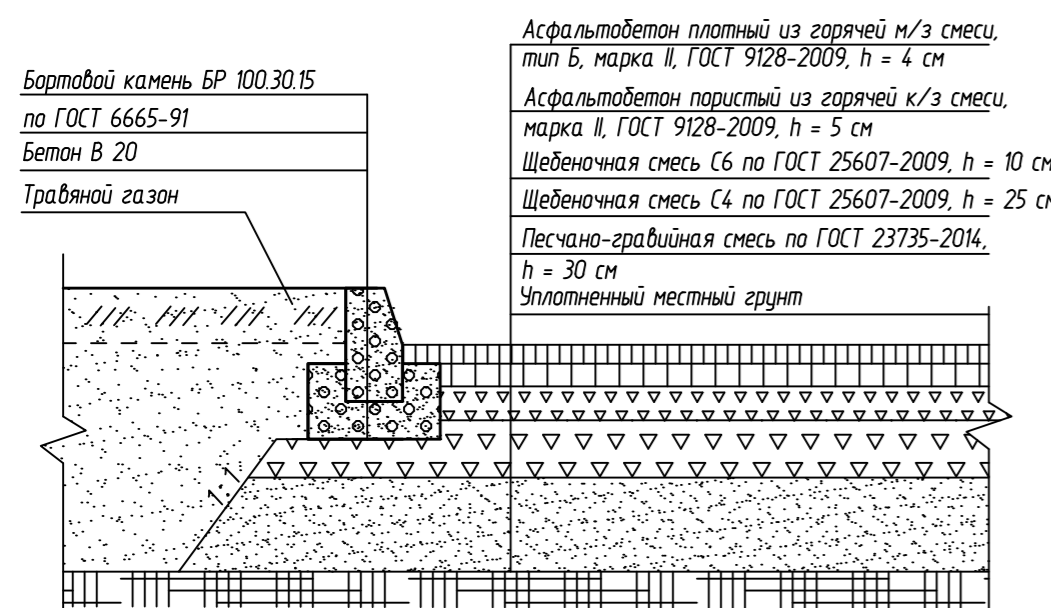 Бортовой камень БР 100.30.15
по ГОСТ 6665-91
Бетон В 20
Травяной газон
Асфальтобетон плотный из горячей м/з смеси,
тип Б, марка II, ГОСТ 9128-2009, h = 4 см
Асфальтобетон пористый из горячей к/з смеси,
марка II, ГОСТ 9128-2009, h = 5 см
Щебеночная смесь С6 по ГОСТ 25607-2009, h = 10 см
Щебеночная смесь С4 по ГОСТ 25607-2009, h = 25 см
Песчано-гравийная смесь по ГОСТ 23735-2014,
h = 30 см
Уплотненный местный грунт
1:1